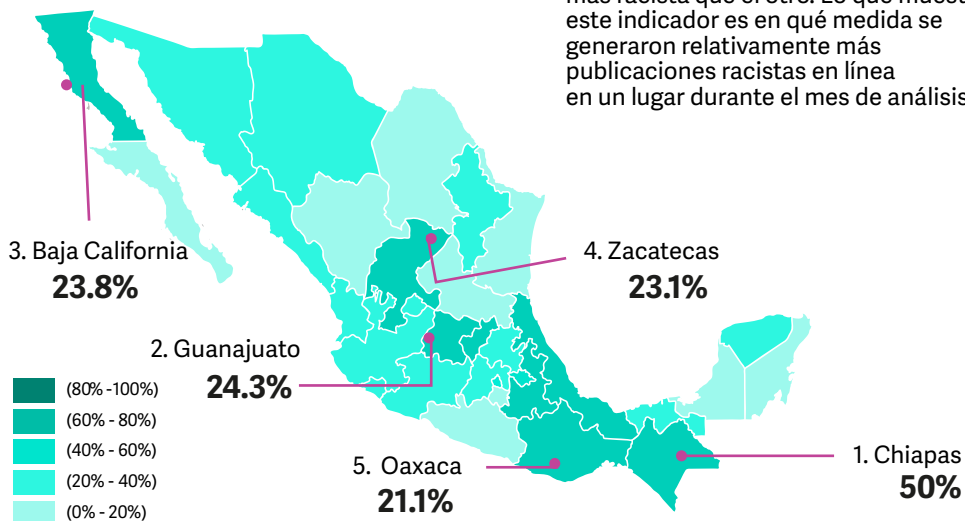 este indicador es en qué medida se
generaron relativamente más
publicaciones racistas en línea
en un lugar durante el mes de análisis
3. Baja California
23.8%
4. Zacatecas
23.1%
2. Guanajuato
24.3%
(80% -100%)
(60% - 80%)
(40% - 60%)
(20% - 40%)
(0% - 20%)
5. Oaxaca
21.1%
1. Chiapas
50%